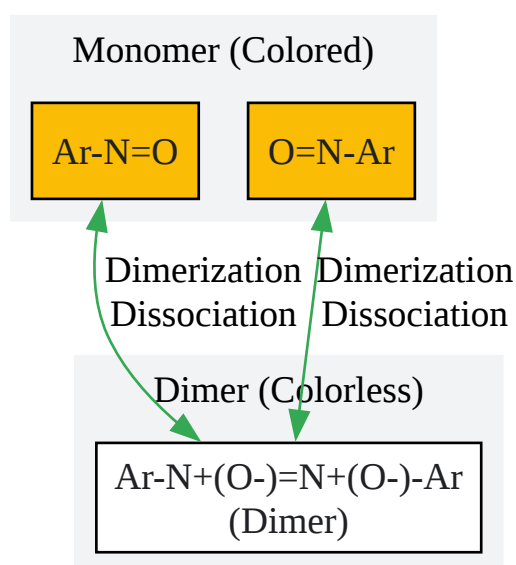 Monomer (Colored)
Ar-N=O
O=N-Ar
Dimerization
Dissociation
Dimerization
Dissociation
Dimer (Colorless)
Ar-N+(O-)=N+(O-)-Ar
(Dimer)